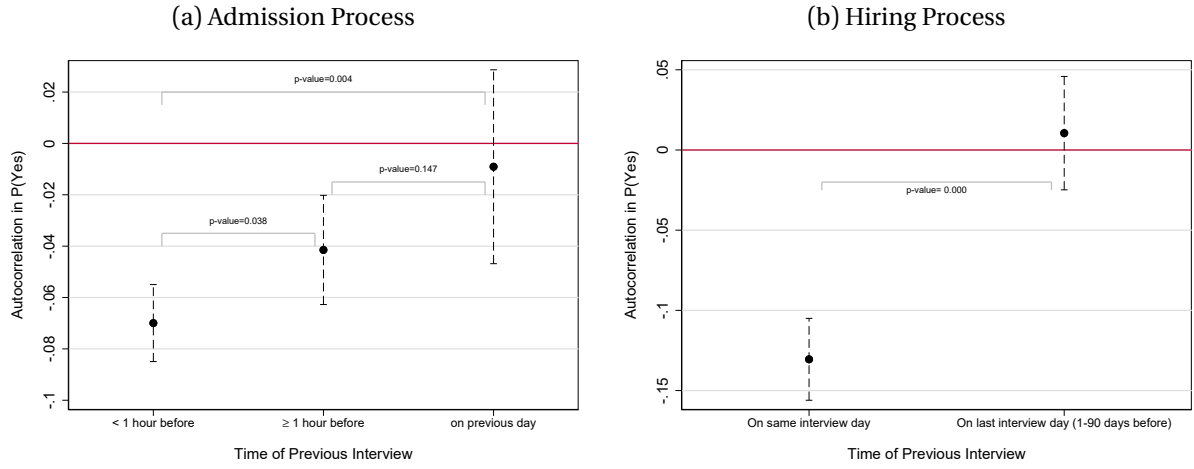 (a) Admission Process
Autocorrelation in P(Yes)
.02
0
-.02
-.04
-.06
-.08
-.1
p-value=0.004
p-value=0.147
p-value=0.038
< 1 hour before
≥ 1 hour before
on previous day
Time of Previous Interview
(b) Hiring Process
Autocorrelation in P(Yes)
.05
0
-.05
-.1
-.15
p-value= 0.000
On same interview day
On last interview day (1-90 days before)
Time of Previous Interview